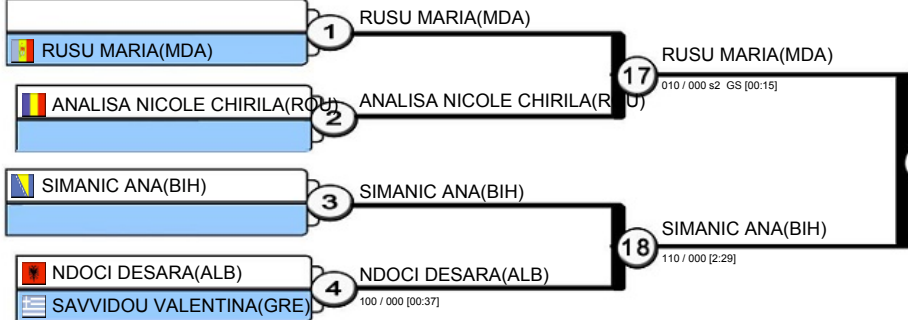 RUSU MARIA(MDA)
1
RUSU MARIA(MDA)
ANALISA NICOLE CHIRILA(ROU)
2
ANALISA NICOLE CHIRILA(ROU)
17
RUSU MARIA(MDA)
010 / 000 s2 GS [00:15]
SIMANIC ANA(BIH)
3
SIMANIC ANA(BIH)
NDOCI DESARA(ALB)
SAVVIDOU VALENTINA(GRE)
4
NDOCI DESARA(ALB)
100 / 000 [00:37]
18
SIMANIC ANA(BIH)
110 / 000 [2:29]